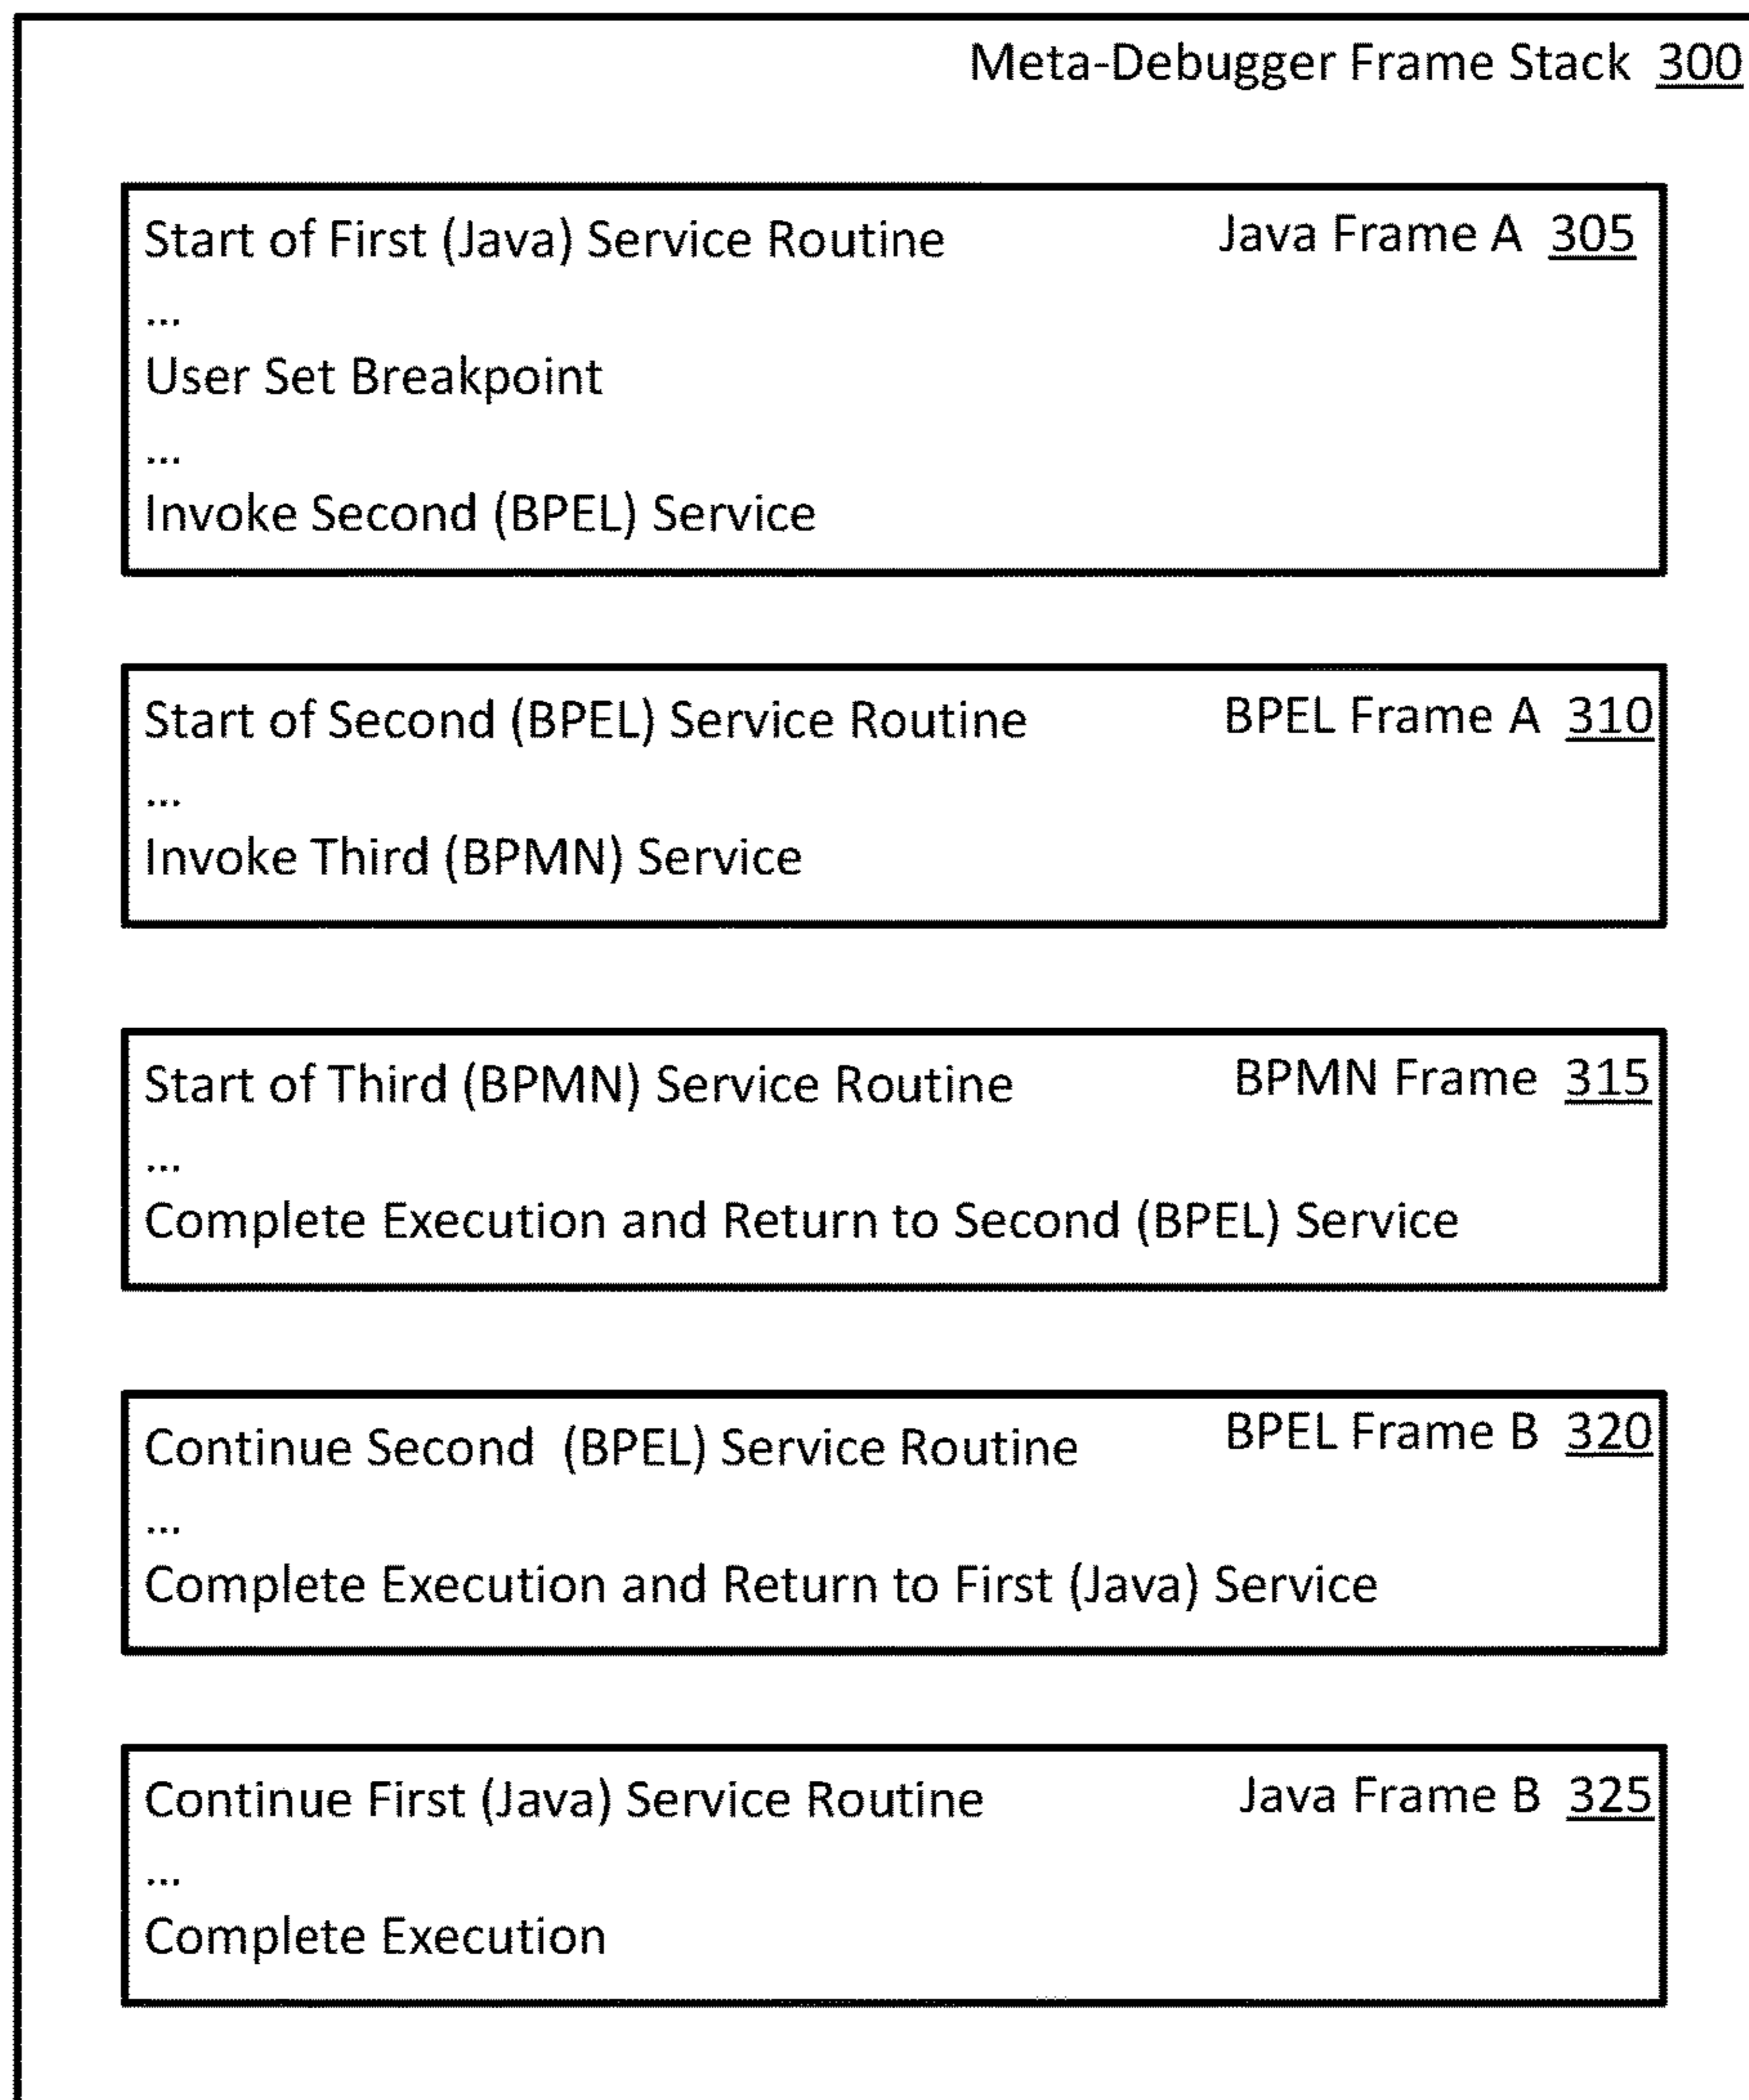 Meta-Debugger Frame Stack 300
Start of First (Java) Service Routine Java Frame A 305
...
User Set Breakpoint
...
Invoke Second (BPEL) Service
Start of Second (BPEL) Service Routine BPEL Frame A 310
...
Invoke Third (BPMN) Service
Start of Third (BPMN) Service Routine BPMN Frame 315
...
Complete Execution and Return to Second (BPEL) Service
Continue Second (BPEL) Service Routine BPEL Frame B 320
...
Complete Execution and Return to First (Java) Service
Continue First (Java) Service Routine Java Frame B 325
...
Complete Execution